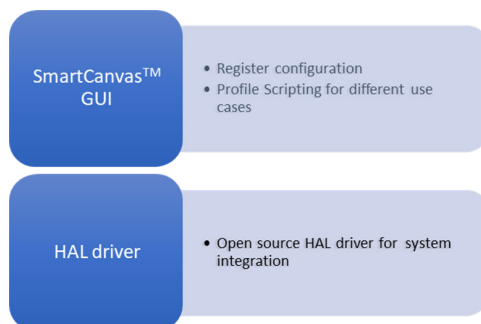 SmartCanvas™
GUI
• Register configuration
• Profile Scripting for different use
cases
HAL driver
• Open source HAL driver for system
integration